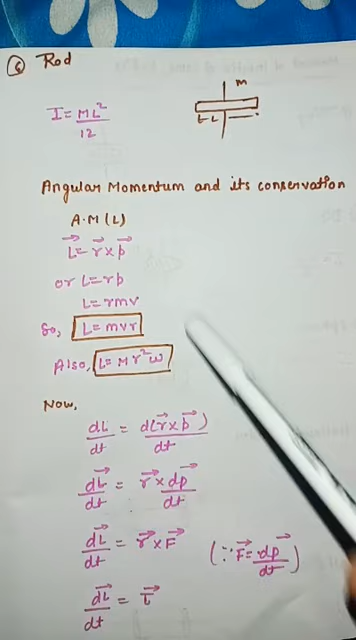 ⑥ Rod
M
I = ML²/12
L
Angular Momentum and its conservation
A.M (L)
L⃗ = r⃗ × p⃗
or L = rp
L = rmv
So, L = mvr
Also, L = Mr²ω
Now,
dL⃗/dt = d(r⃗ × p⃗)/dt
dL⃗/dt = r⃗ × dp⃗/dt
dL⃗/dt = r⃗ × F⃗ (∵ F⃗ = dp⃗/dt)
dL⃗/dt = τ⃗